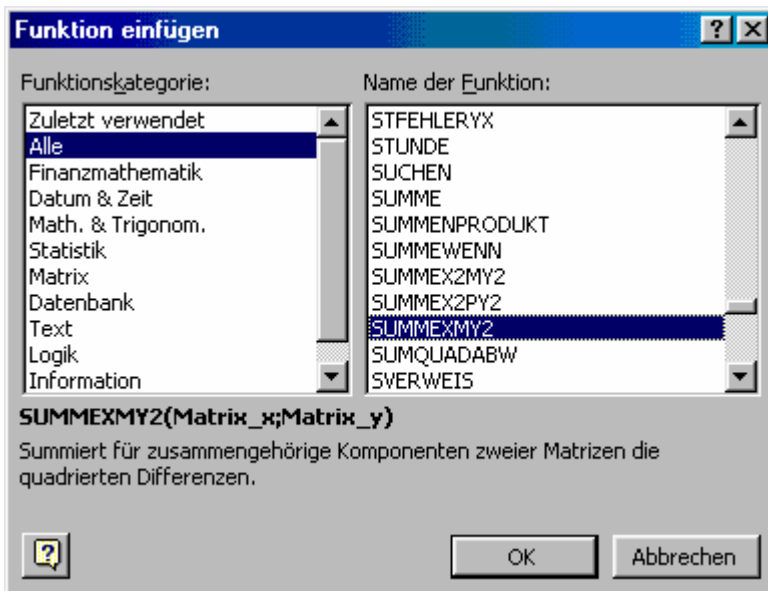 Funktion einfügen
Funktionskategorie:
Zuletzt verwendet
Alle
Finanzmathematik
Datum & Zeit
Math. & Trigonom.
Statistik
Matrix
Datenbank
Text
Logik
Information
Name der Funktion:
STFEHLERYX
STUNDE
SUCHEN
SUMME
SUMMENPRODUKT
SUMMEWENN
SUMMEX2MY2
SUMMEX2PY2
SUMMEXMY2
SUMQUADABW
SVERWEIS
SUMMEXMY2(Matrix_x;Matrix_y)
Summiert für zusammengehörige Komponenten zweier Matrizen die
quadrierten Differenzen.
OK
Abbrechen